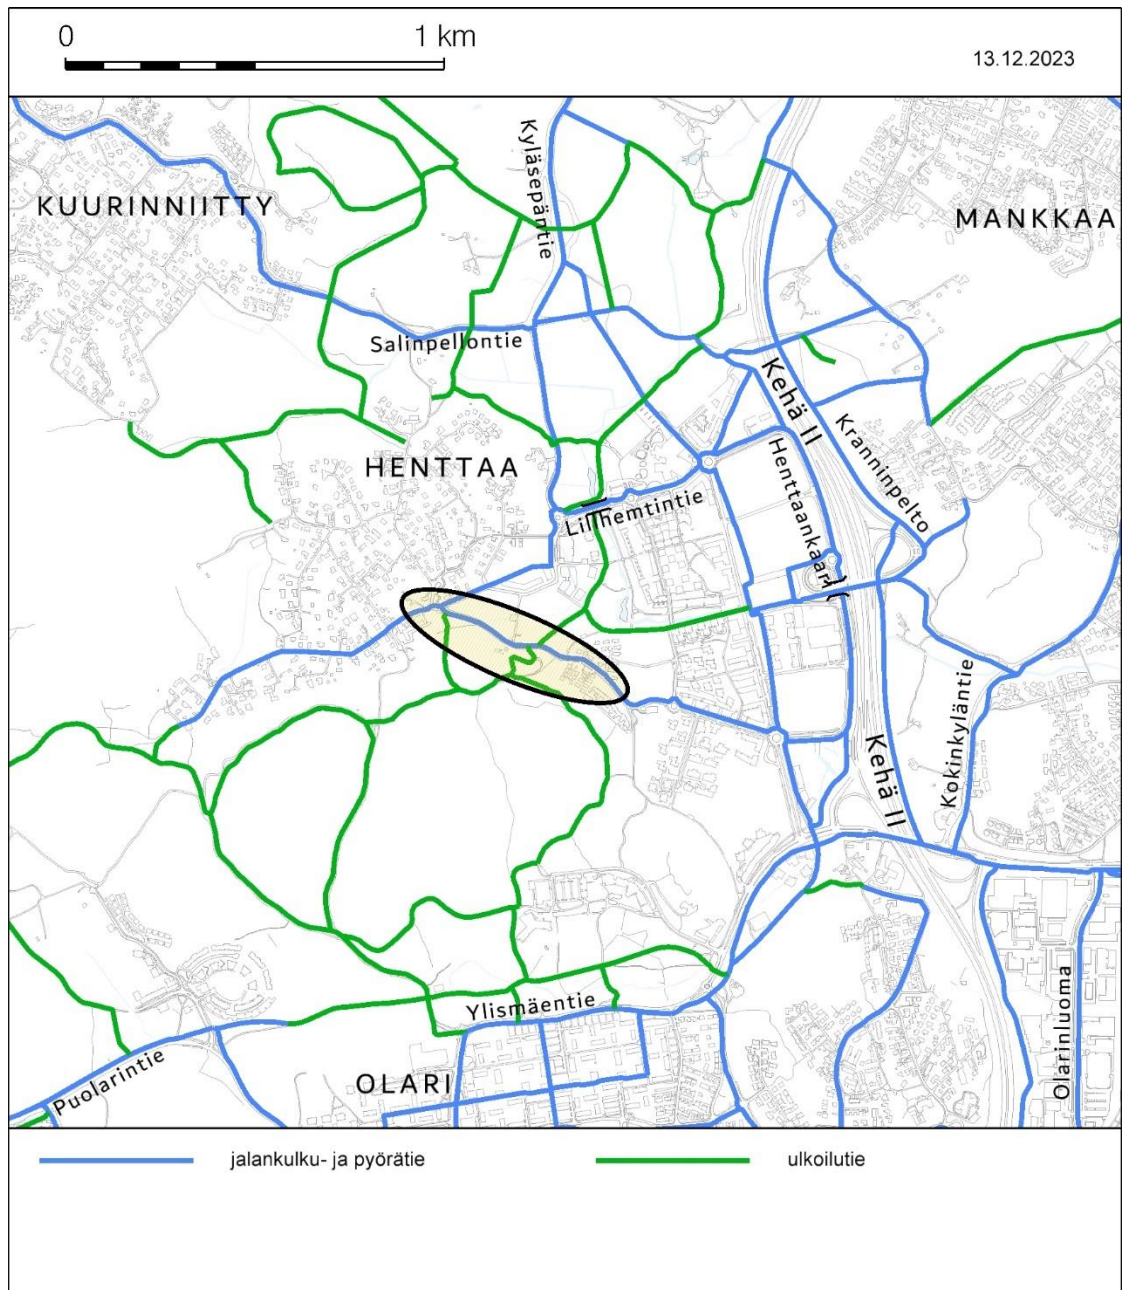 0 1 km
13.12.2023
Kyläsepäntie
KUURINNIITTY
MANKKAA
Salinpellontie
Kehä II
Kranninpelto
HENTTAA
Henttaankaari
Lillhemtintie
Kokinkyläntie
Kehä II
Ylismäentie
Olarinluoma
Puolarintie
OLARI
jalankulku- ja pyörätie ulkoilutie